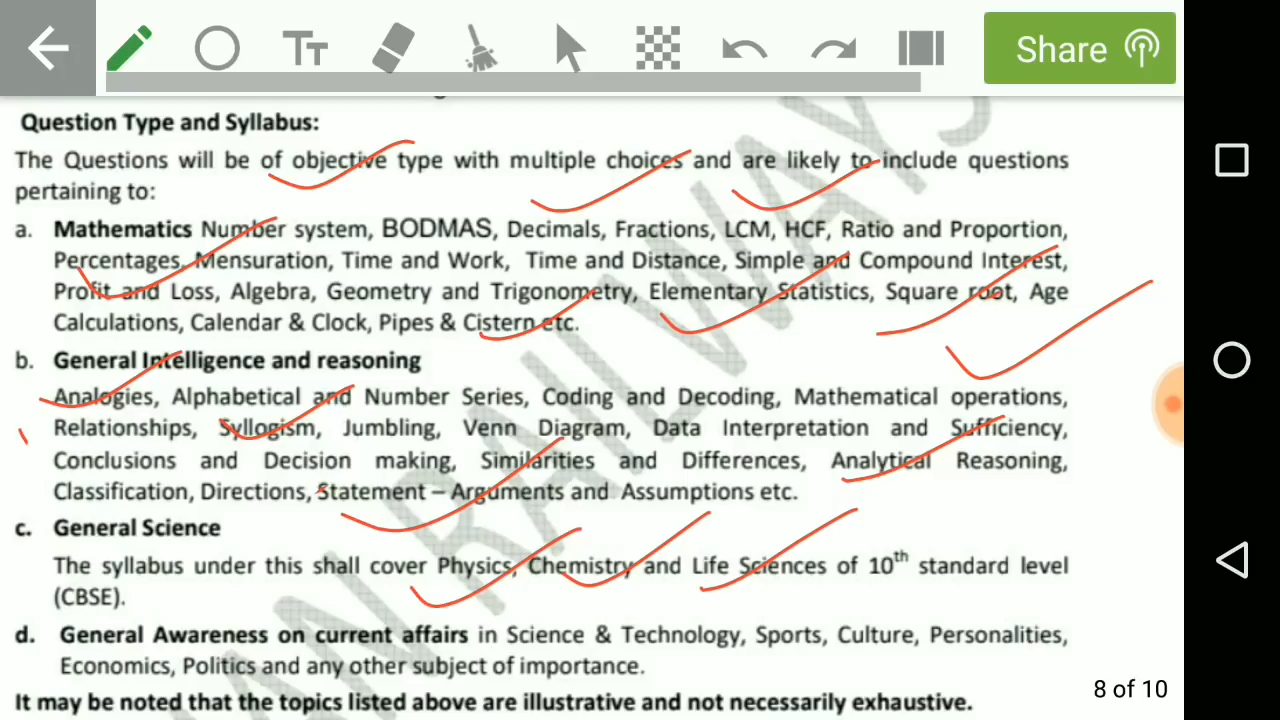 Share
Question Type and Syllabus:
The Questions will be of objective type with multiple choices and are likely to include questions
pertaining to:
a. Mathematics Number system, BODMAS, Decimals, Fractions, LCM, HCF, Ratio and Proportion,
Percentages, Mensuration, Time and Work, Time and Distance, Simple and Compound Interest,
Profit and Loss, Algebra, Geometry and Trigonometry, Elementary Statistics, Square root, Age
Calculations, Calendar & Clock, Pipes & Cistern etc.
b. General Intelligence and reasoning
Analogies, Alphabetical and Number Series, Coding and Decoding, Mathematical operations,
Relationships, Syllogism, Jumbling, Venn Diagram, Data Interpretation and Sufficiency,
Conclusions and Decision making, Similarities and Differences, Analytical Reasoning,
Classification, Directions, Statement – Arguments and Assumptions etc.
c. General Science
The syllabus under this shall cover Physics, Chemistry and Life Sciences of 10th standard level
(CBSE).
d. General Awareness on current affairs in Science & Technology, Sports, Culture, Personalities,
Economics, Politics and any other subject of importance.
8 of 10
It may be noted that the topics listed above are illustrative and not necessarily exhaustive.